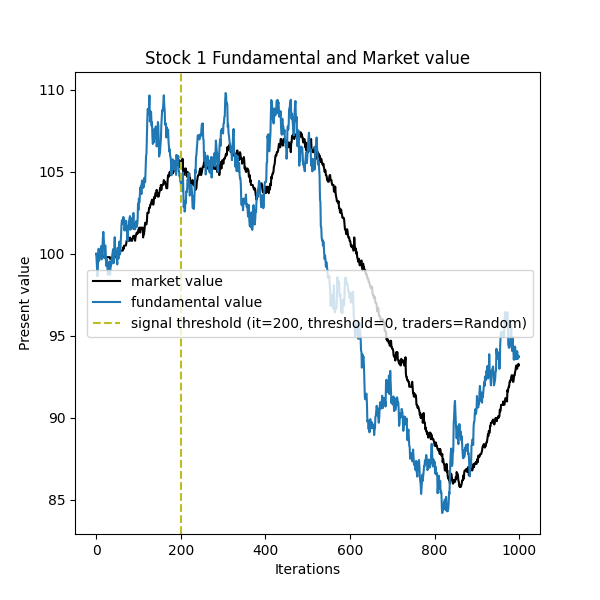 Stock 1 Fundamental and Market value
Present value
110
105
100
95
90
85
market value
fundamental value
signal threshold (it=200, threshold=0, traders=Random)
0 200 400 600 800 1000
Iterations